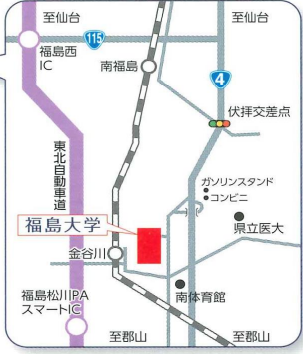 至仙台
至仙台
115
福島西
IC
南福島
4
伏拝交差点
東北自動車道
ガソリンスタンド
コンビニ
福島大学
県立医大
金谷川
福島松川PA
スマートIC
南体育館
至郡山
至郡山